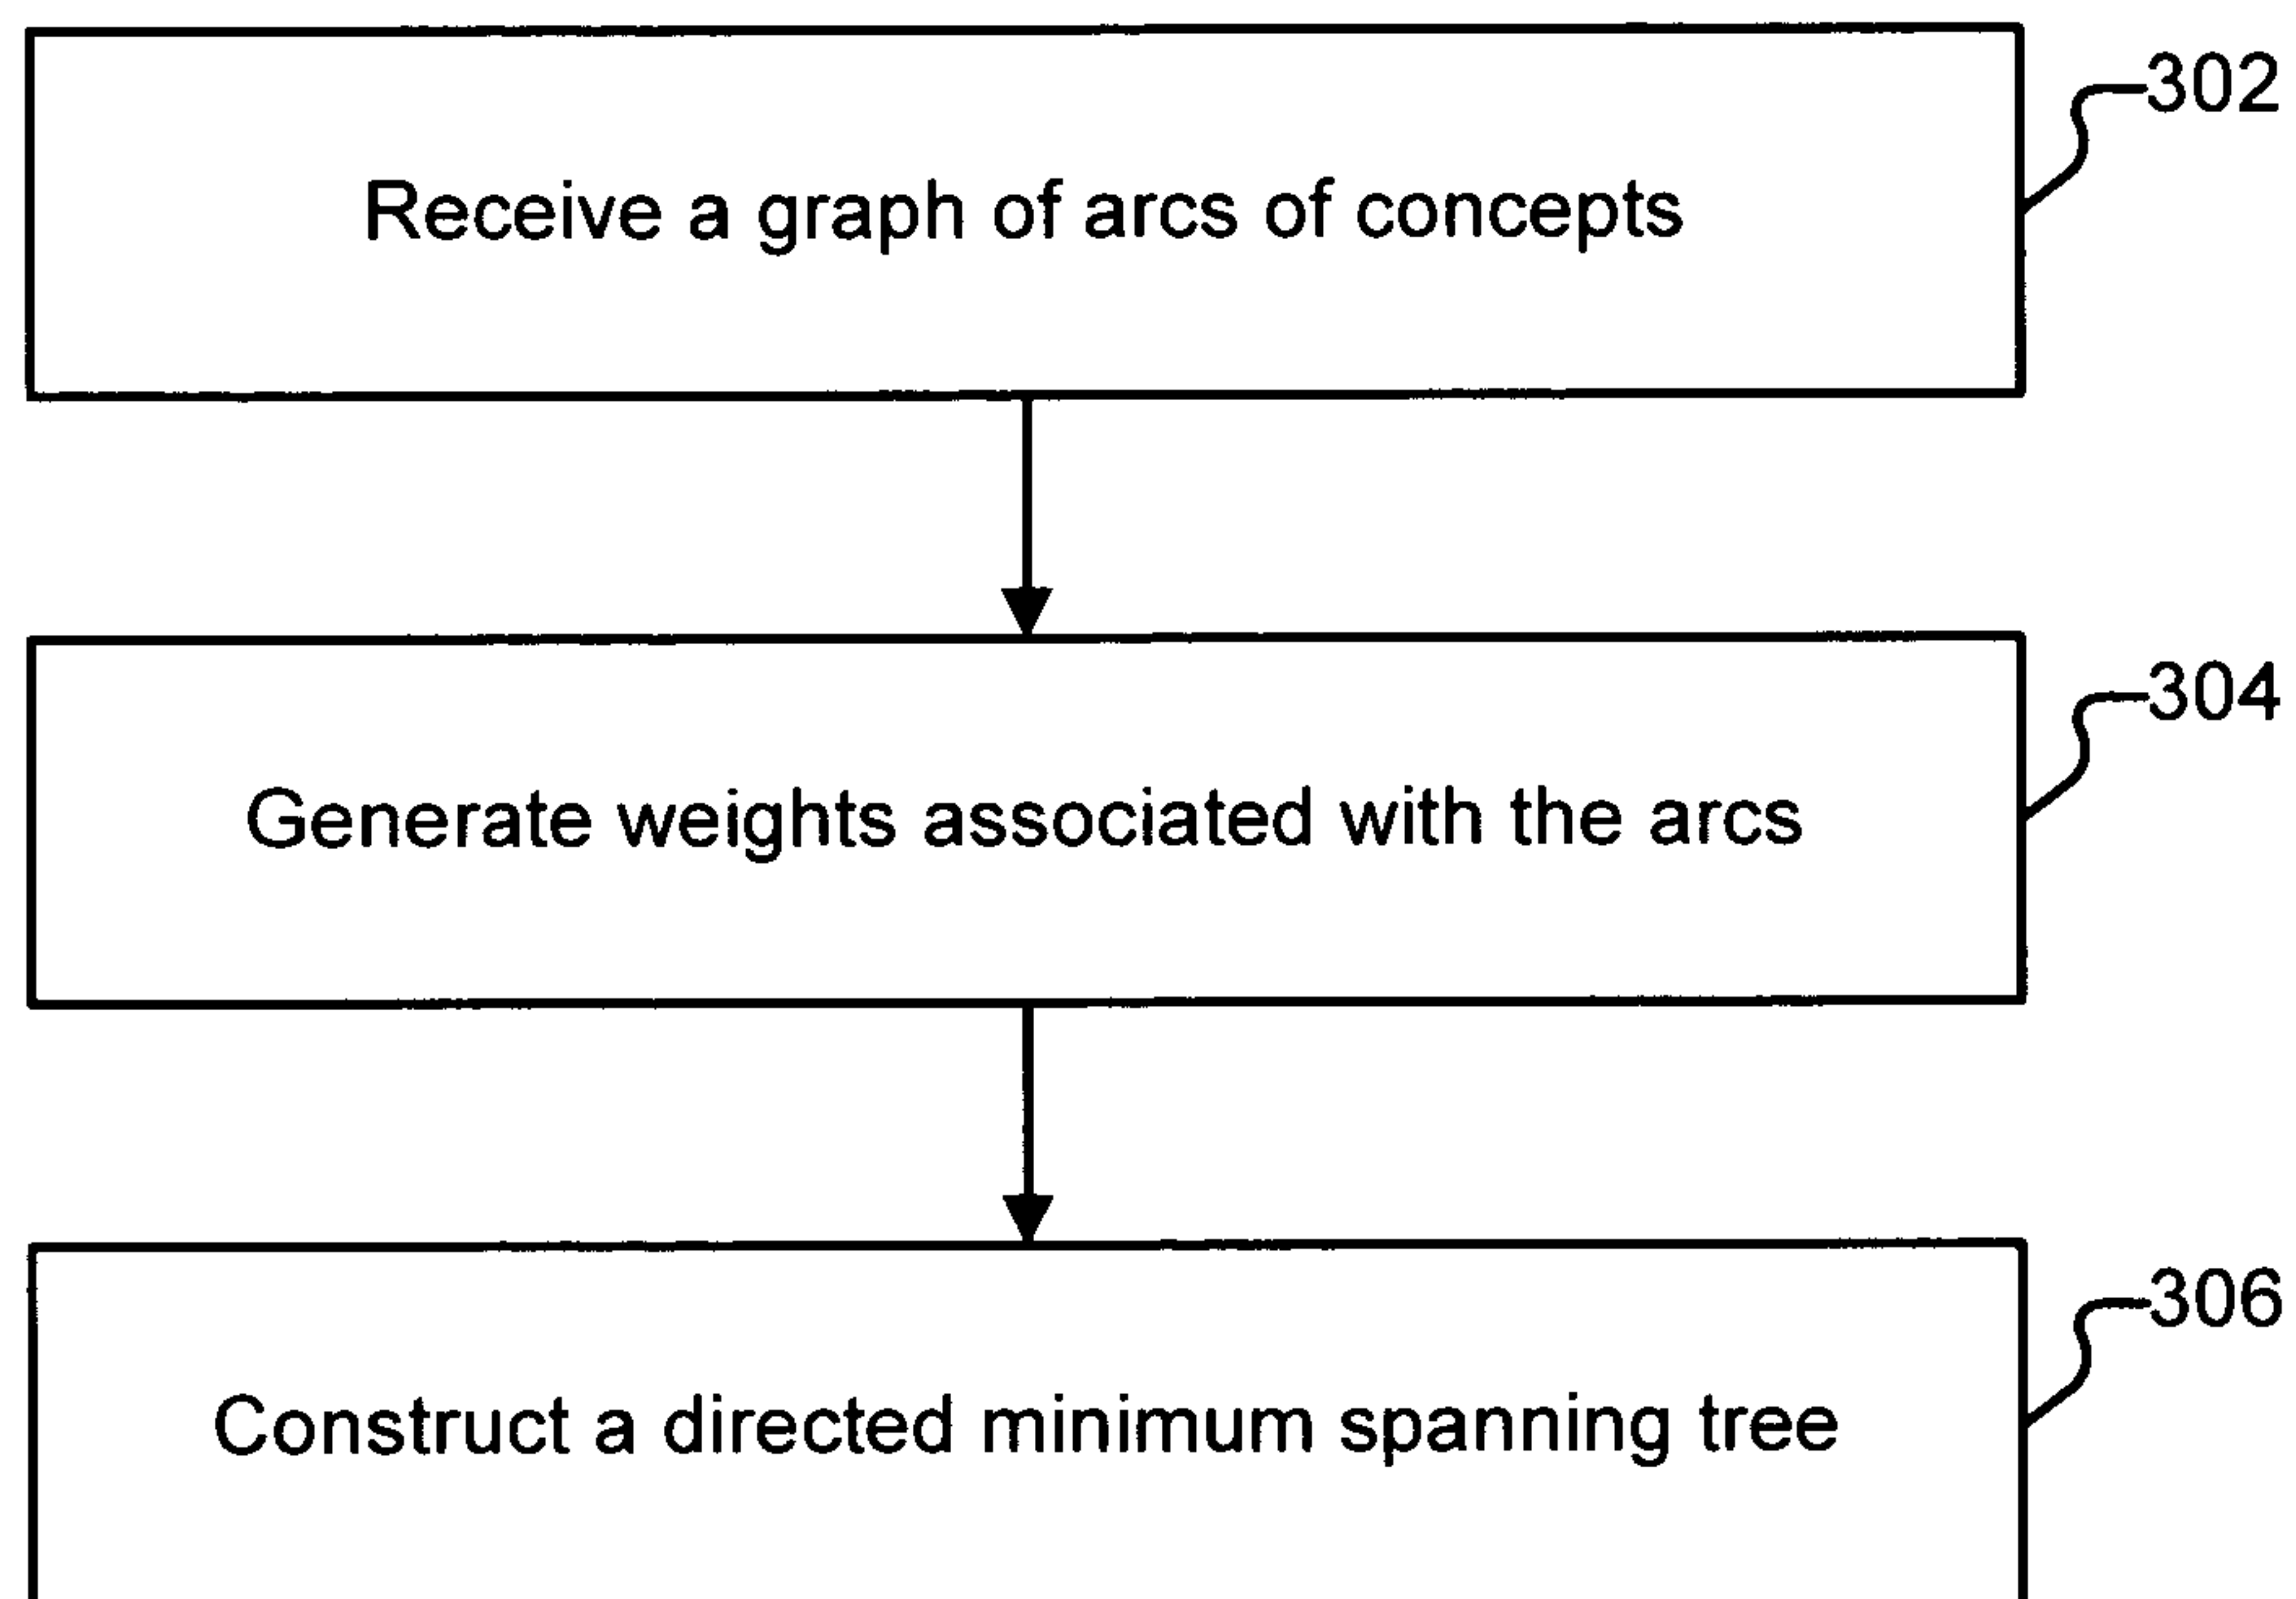 302
Receive a graph of arcs of concepts
304
Generate weights associated with the arcs
306
Construct a directed minimum spanning tree